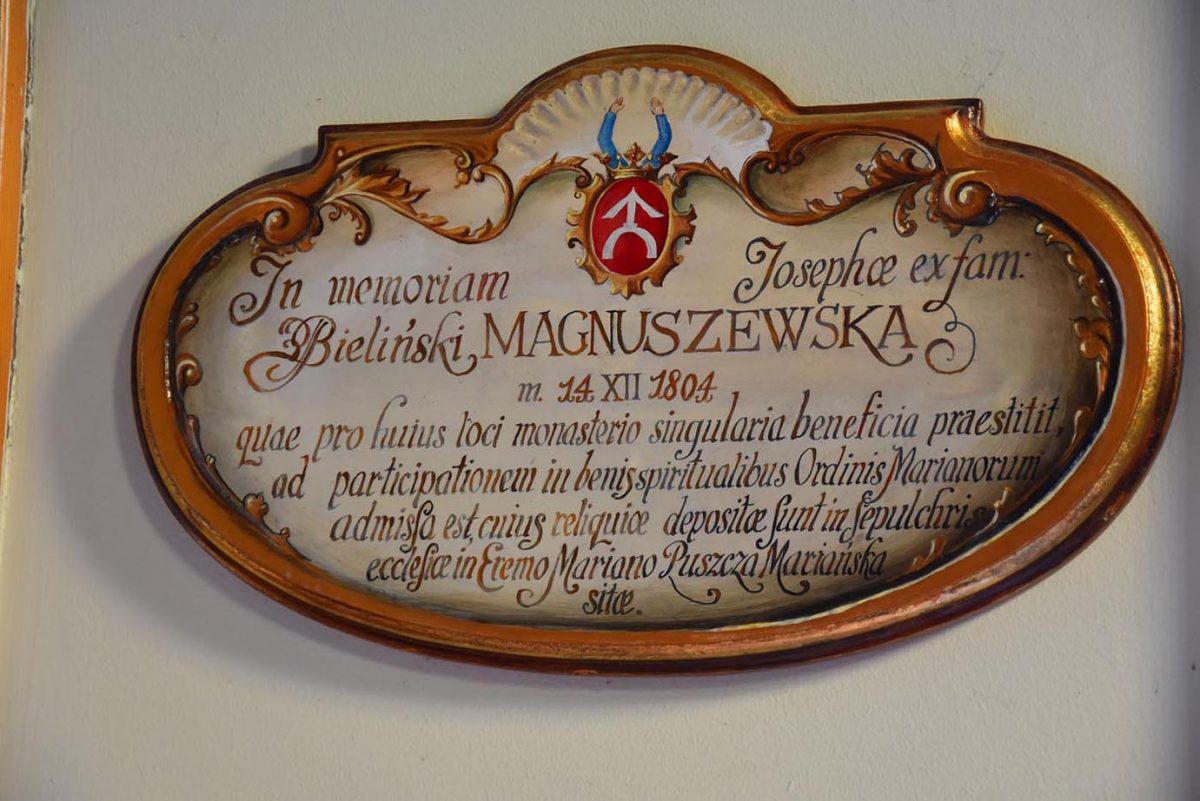 In memoriam Josephæ ex fam:
Bieliński MAGNUSZEWSKA
m. 14 XII 1804
quae pro huius loci monasterio singularia beneficia praestitit,
ad participationem in benis spiritualibus Ordinis Marianorum
admissa est, cuius reliquiæ depositæ sunt in sepulchris
ecclesiæ in Eremo Mariano Puszcza Mariańska
sitæ.